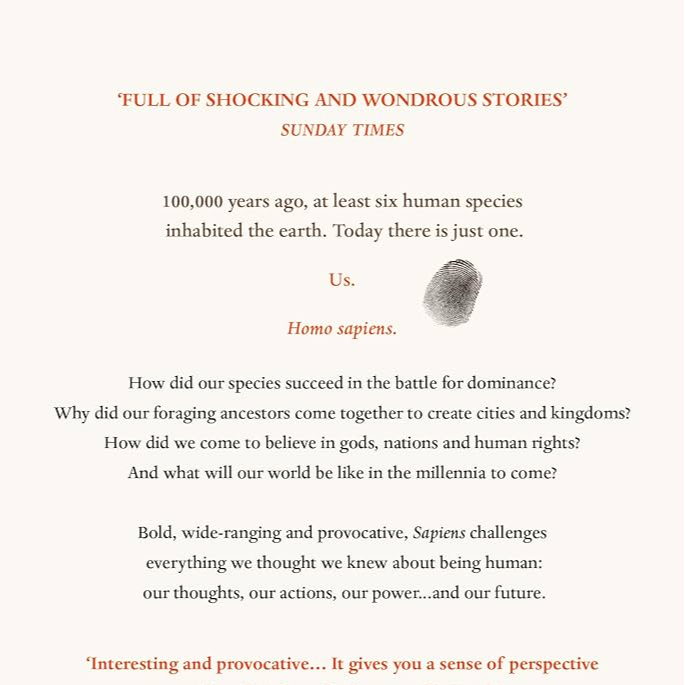 ‘FULL OF SHOCKING AND WONDROUS STORIES’
SUNDAY TIMES
100,000 years ago, at least six human species
inhabited the earth. Today there is just one.
Us.
Homo sapiens.
How did our species succeed in the battle for dominance?
Why did our foraging ancestors come together to create cities and kingdoms?
How did we come to believe in gods, nations and human rights?
And what will our world be like in the millennia to come?
Bold, wide-ranging and provocative, Sapiens challenges
everything we thought we knew about being human:
our thoughts, our actions, our power...and our future.
‘Interesting and provocative... It gives you a sense of perspective